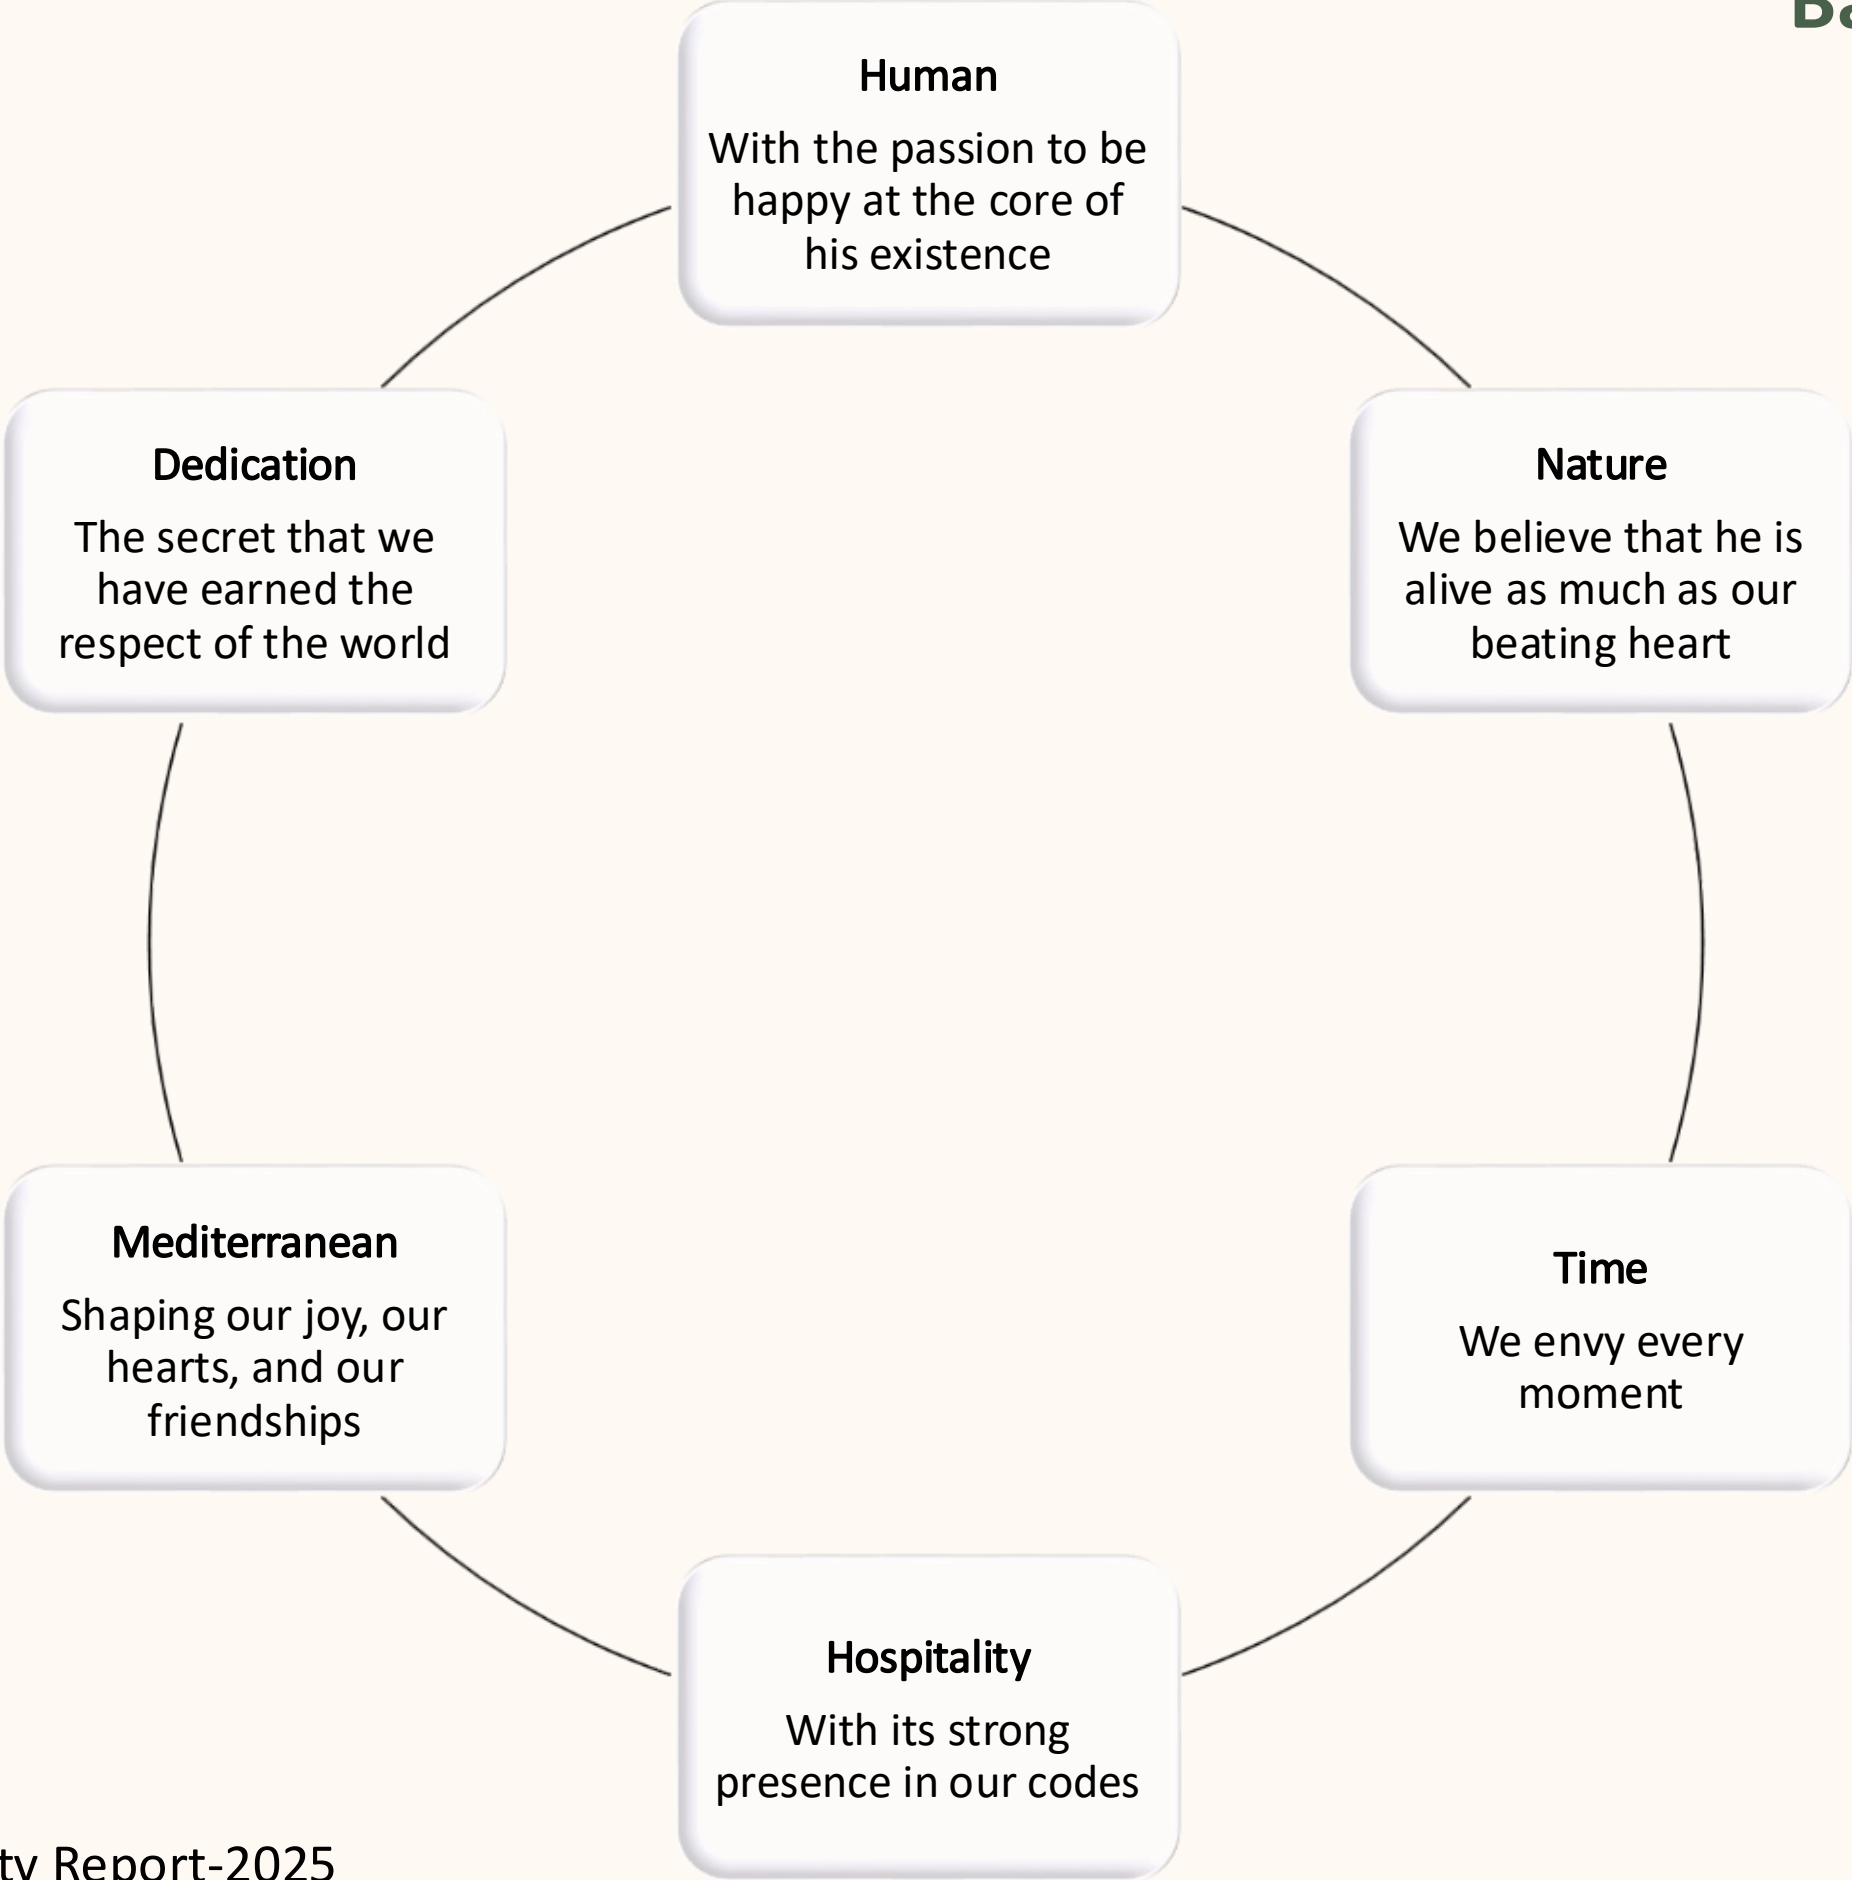 Human
With the passion to be
happy at the core of
his existence
Nature
We believe that he is
alive as much as our
beating heart
Time
We envy every
moment
Hospitality
With its strong
presence in our codes
Mediterranean
Shaping our joy, our
hearts, and our
friendships
Dedication
The secret that we
have earned the
respect of the world
Report-2025